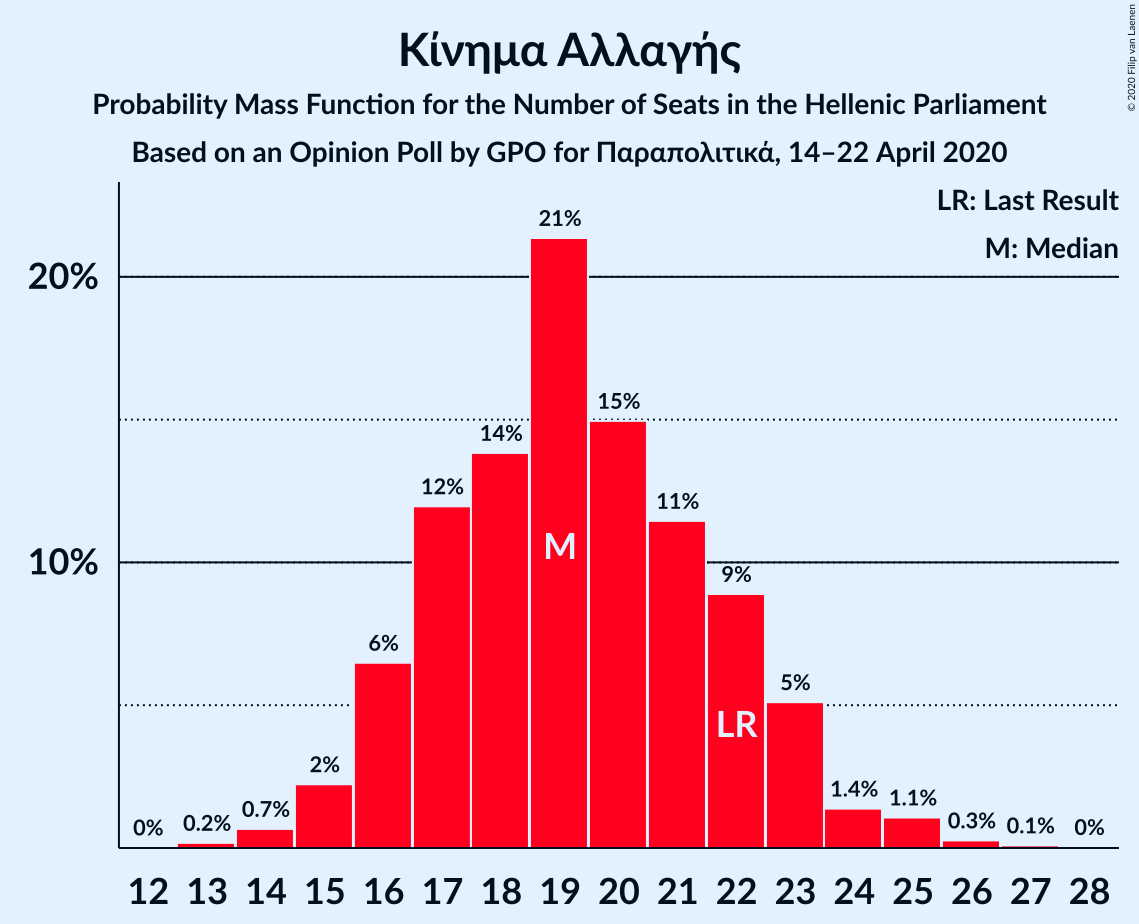 Κίνημα Αλλαγής
Probability Mass Function for the Number of Seats in the Hellenic Parliament
Based on an Opinion Poll by GPO for Παραπολιτικά, 14–22 April 2020
© 2020 Filip van Laenen
LR: Last Result
M: Median
20%
10%
0%
0.2%
0.7%
2%
6%
12%
14%
21%
15%
11%
9%
5%
1.4%
1.1%
0.3%
0.1%
0%
M
LR
12 13 14 15 16 17 18 19 20 21 22 23 24 25 26 27 28